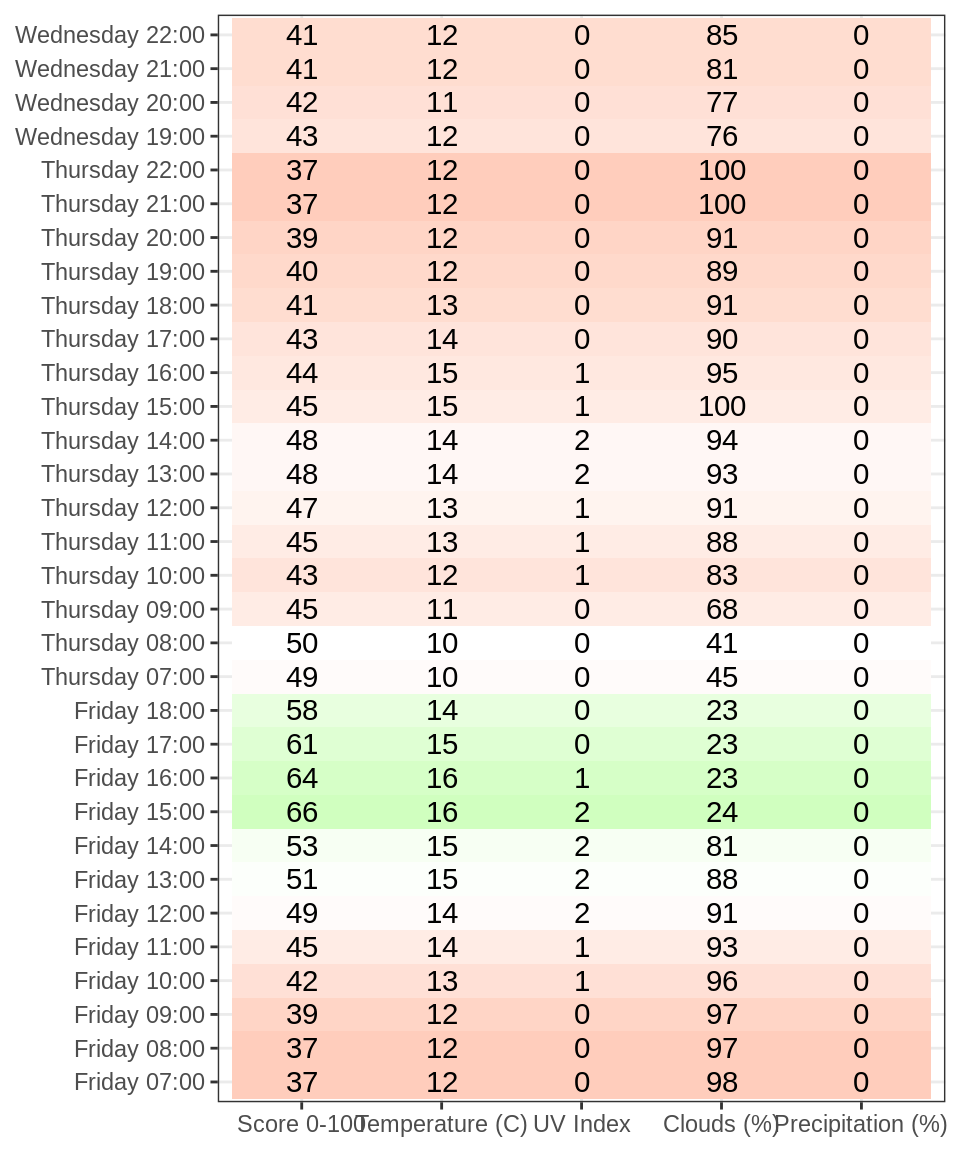 Wednesday 22:00 41 12 0 85 0
Wednesday 21:00 41 12 0 81 0
Wednesday 20:00 42 11 0 77 0
Wednesday 19:00 43 12 0 76 0
Thursday 22:00 37 12 0 100 0
Thursday 21:00 37 12 0 100 0
Thursday 20:00 39 12 0 91 0
Thursday 19:00 40 12 0 89 0
Thursday 18:00 41 13 0 91 0
Thursday 17:00 43 14 0 90 0
Thursday 16:00 44 15 1 95 0
Thursday 15:00 45 15 1 100 0
Thursday 14:00 48 14 2 94 0
Thursday 13:00 48 14 2 93 0
Thursday 12:00 47 13 1 91 0
Thursday 11:00 45 13 1 88 0
Thursday 10:00 43 12 1 83 0
Thursday 09:00 45 11 0 68 0
Thursday 08:00 50 10 0 41 0
Thursday 07:00 49 10 0 45 0
Friday 18:00 58 14 0 23 0
Friday 17:00 61 15 0 23 0
Friday 16:00 64 16 1 23 0
Friday 15:00 66 16 2 24 0
Friday 14:00 53 15 2 81 0
Friday 13:00 51 15 2 88 0
Friday 12:00 49 14 2 91 0
Friday 11:00 45 14 1 93 0
Friday 10:00 42 13 1 96 0
Friday 09:00 39 12 0 97 0
Friday 08:00 37 12 0 97 0
Friday 07:00 37 12 0 98 0
Score 0-100 Temperature (C) UV Index Clouds (%) Precipitation (%)